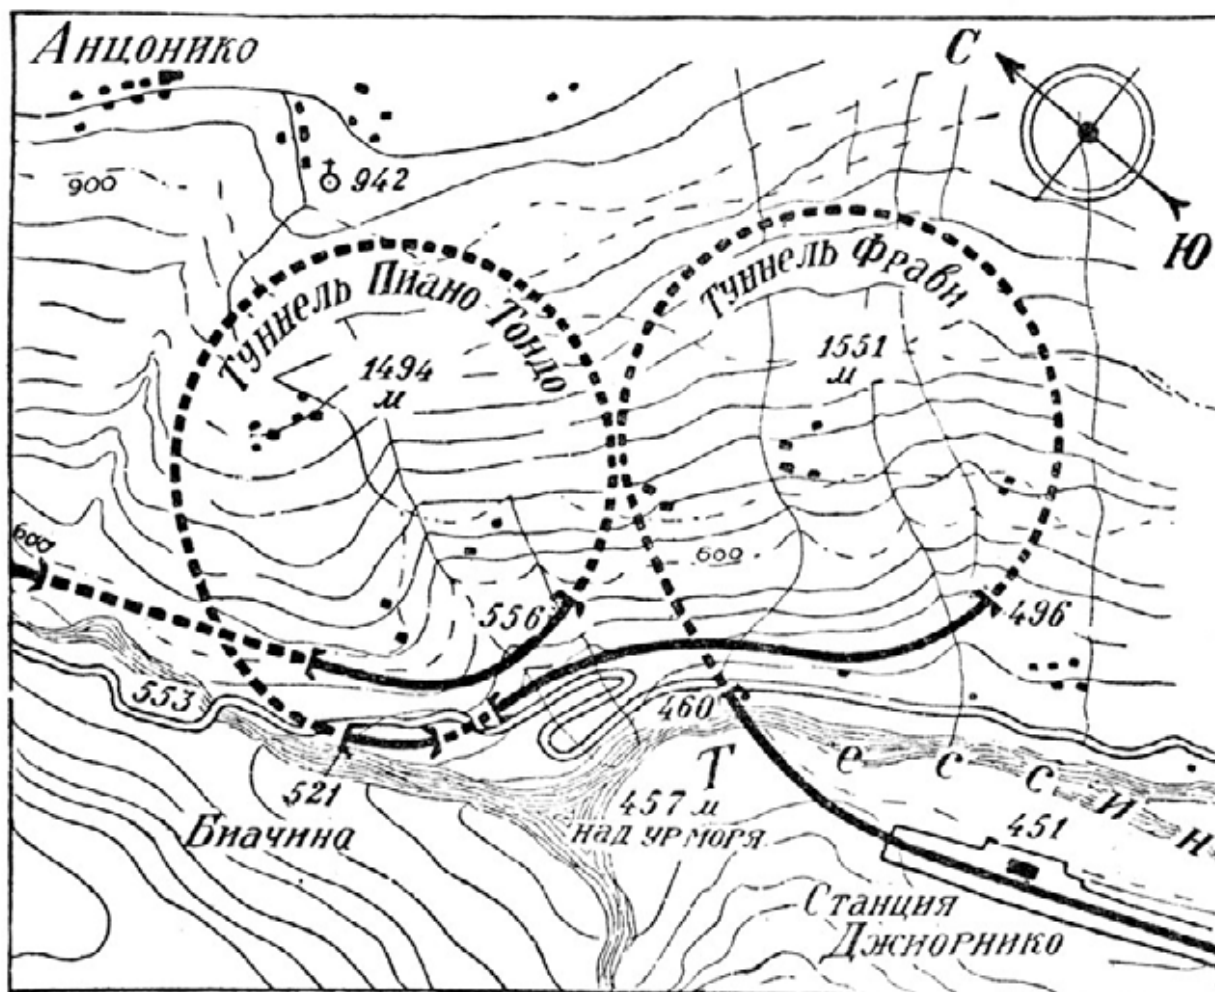 Анцонико
С
900
942
Ю
Туннель Пиано Тондо
Туннель Фрави
1494
м
1551
м
600
600
556
496
553
460
521
Т е с с и н
457 м
над ур моря
451
Биачина
Станция
Джиорнико